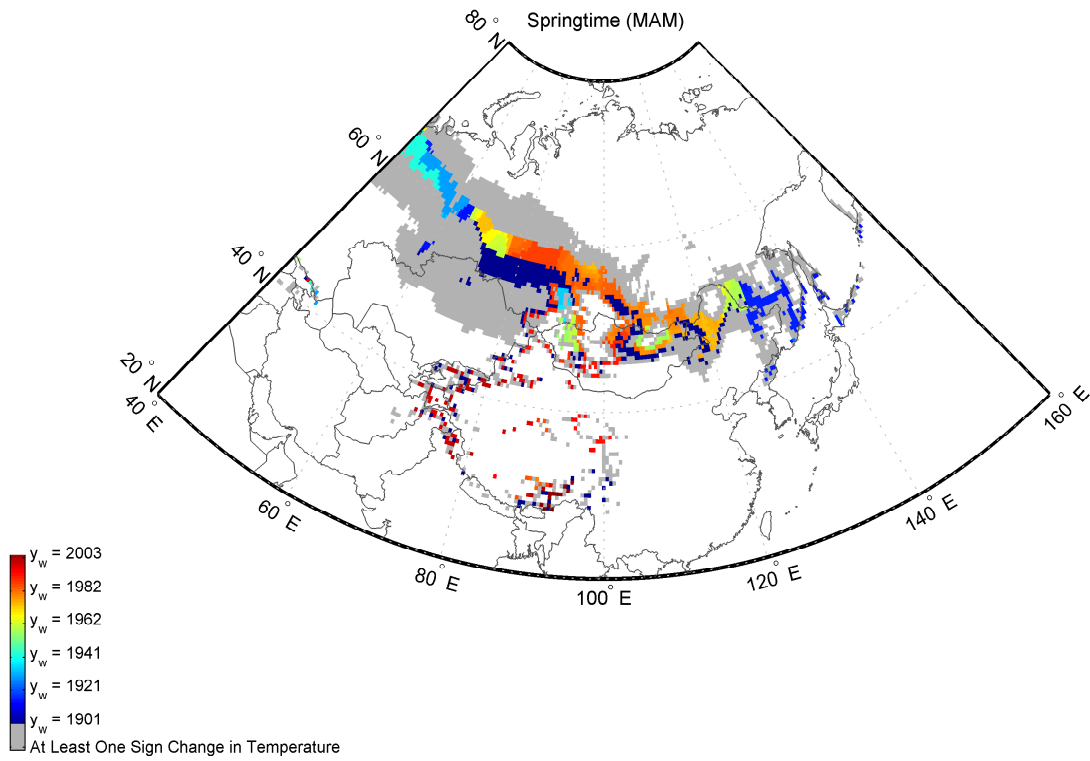 Springtime (MAM)
80° N
60° N
40° N
20° N
40° E
60° E
80° E
100° E
120° E
140° E
160° E
y_w = 2003
y_w = 1982
y_w = 1962
y_w = 1941
y_w = 1921
y_w = 1901
At Least One Sign Change in Temperature